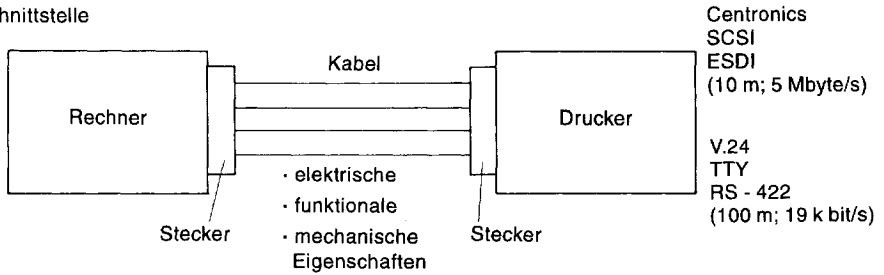 Centronics
SCSI
ESDI
(10 m; 5 Mbyte/s)
Kabel
Rechner
Drucker
V.24
TTY
RS - 422
(100 m; 19 k bit/s)
· elektrische
· funktionale
· mechanische
Eigenschaften
Stecker
Stecker